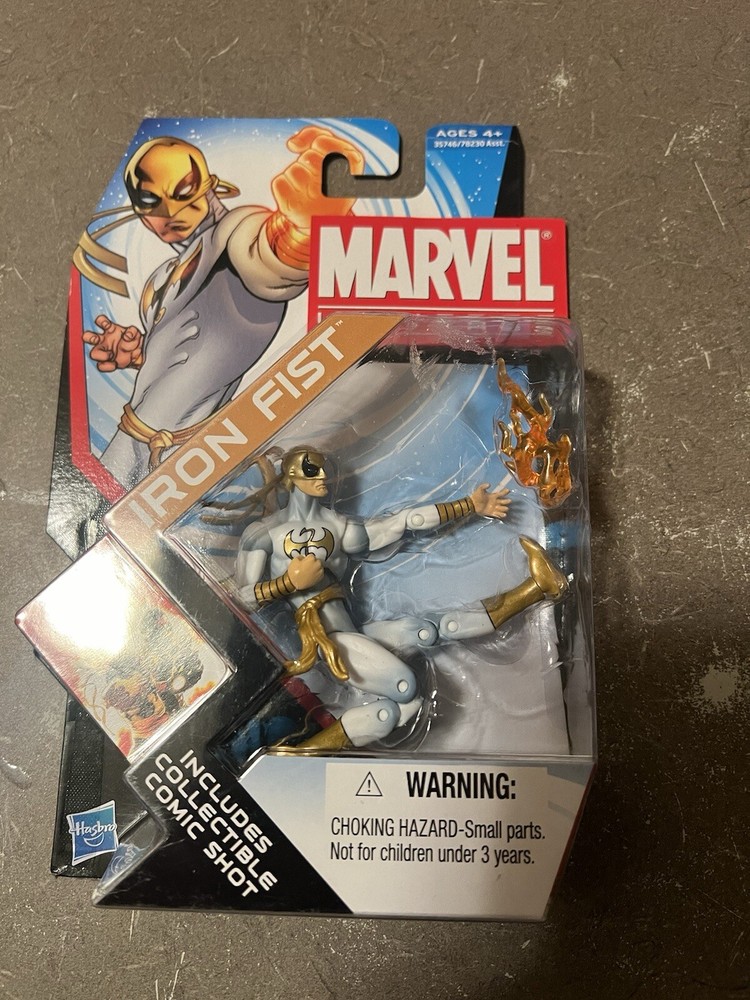 AGES 4+
35746/78230 Asst.
MARVEL®
IRON FIST™
INCLUDES
COLLECTIBLE
COMIC SHOT
Hasbro
WARNING:
CHOKING HAZARD-Small parts.
Not for children under 3 years.